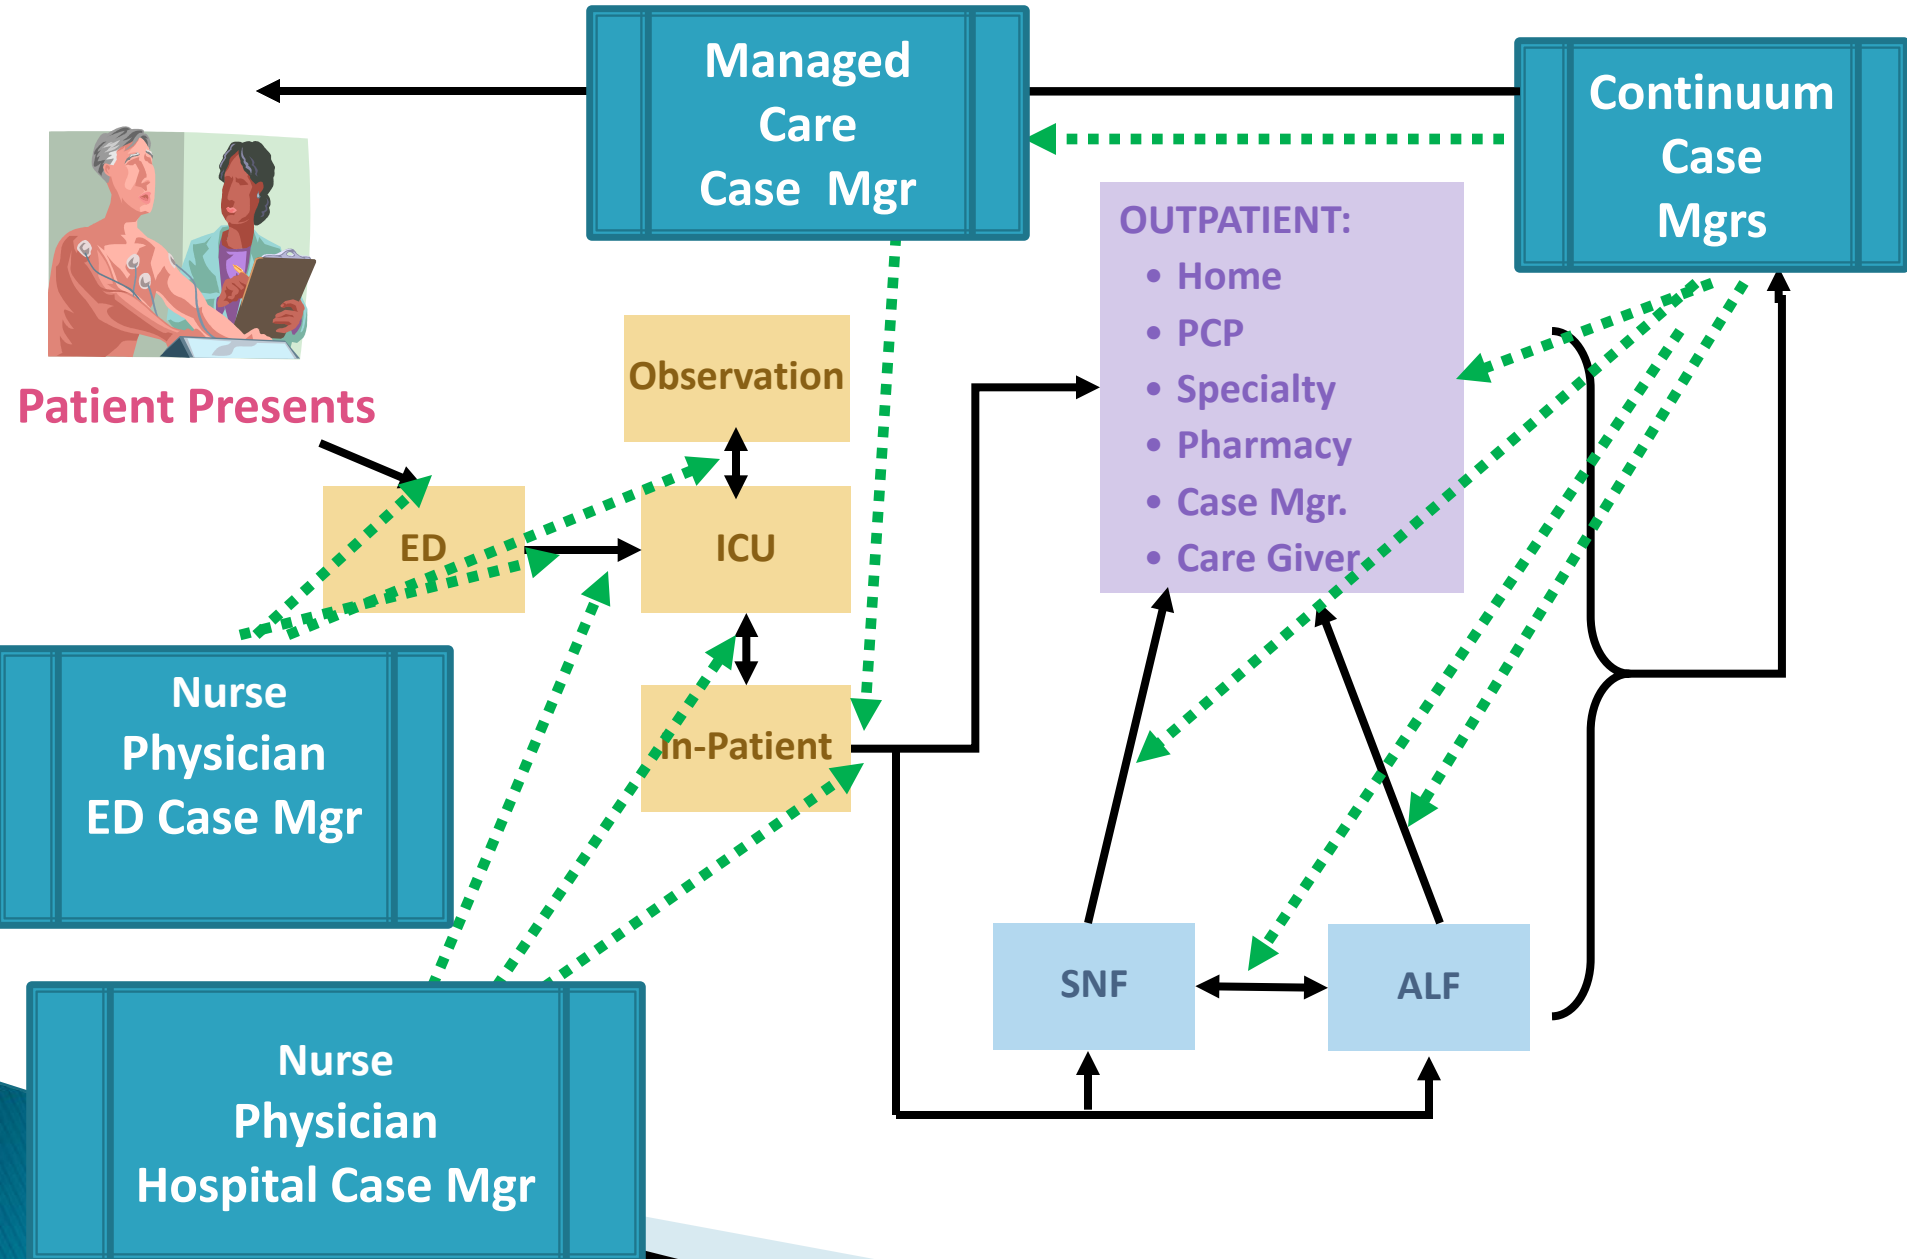 Managed
Care
Case Mgr
Continuum
Case
Mgrs
Patient Presents
OUTPATIENT:
• Home
• PCP
• Specialty
• Pharmacy
• Case Mgr.
• Care Giver
Observation
ED
ICU
In-Patient
Nurse
Physician
ED Case Mgr
SNF
ALF
Nurse
Physician
Hospital Case Mgr